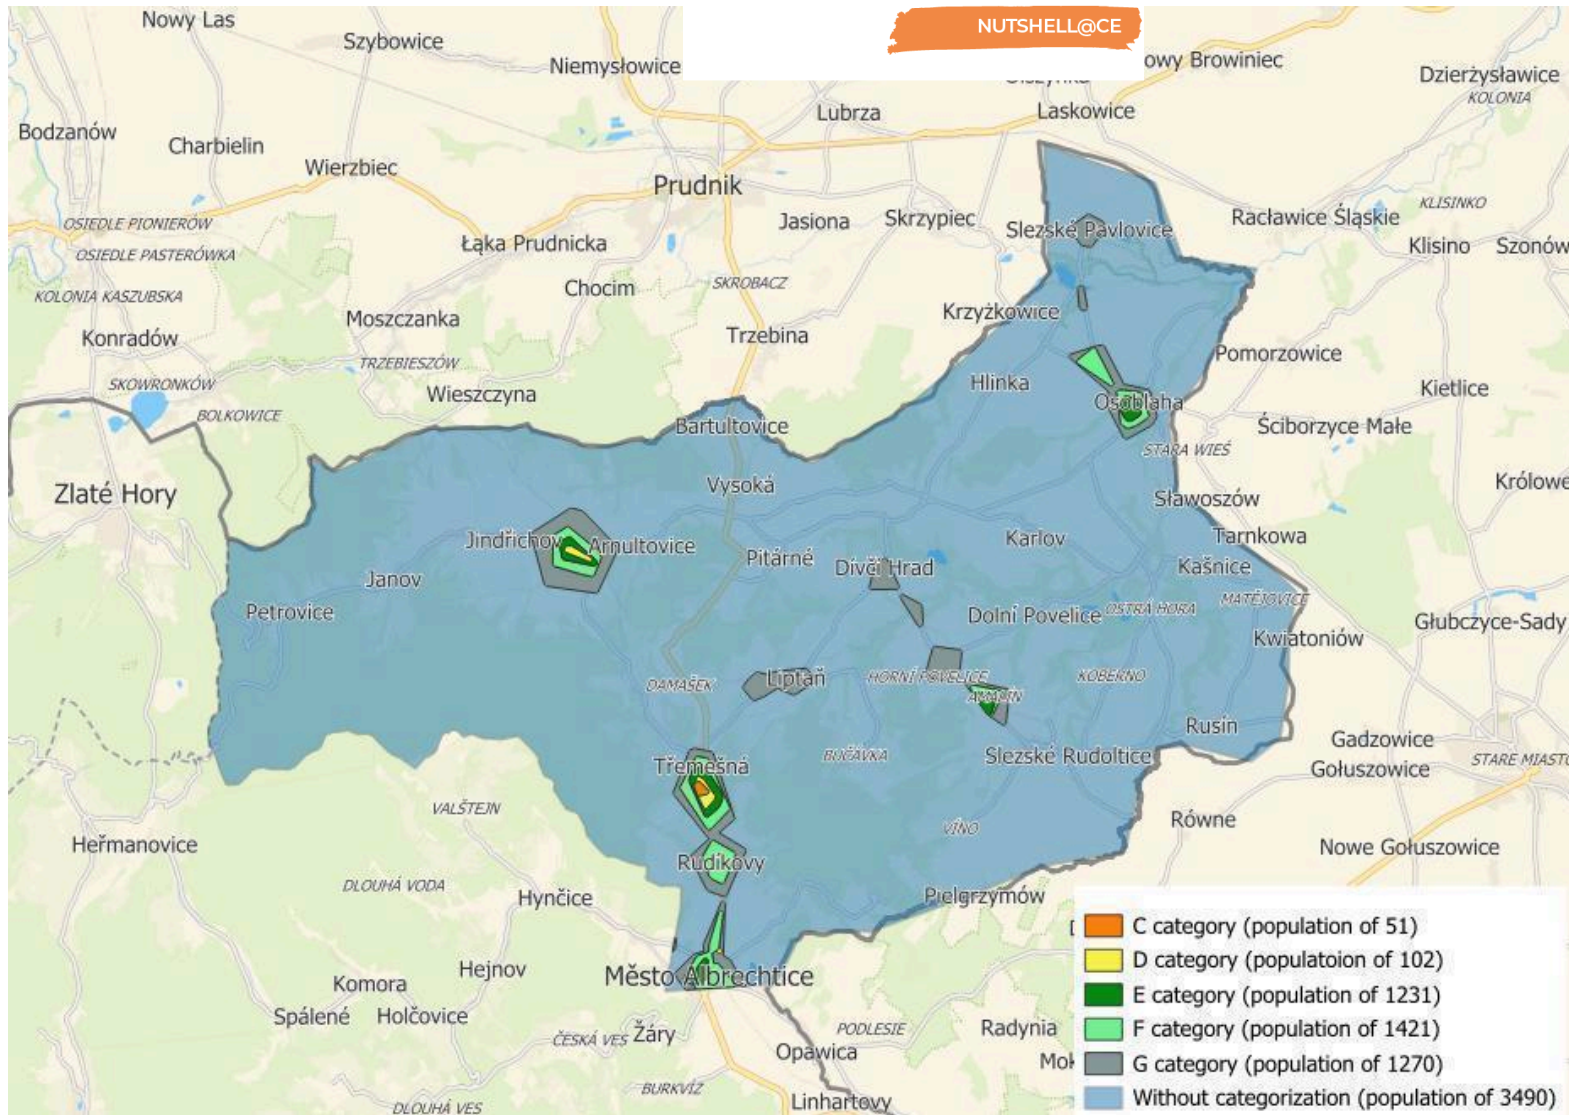 NUTSHELL@CE
Nowy Las
Szybowice
Niemysłowice
owy Browiniec
Dzierżysławice
KOLONIA
Lubrza
Laskowice
Bodzanów
Charbielin
Wierzbiec
Prudnik
Jasiona
Skrzypiec
Slezské Pavlovice
Racławice Śląskie
KLISINKO
Klisino
Szonów
OSIEDLE PIONIERÓW
OSIEDLE PASTERÓWKA
Łąka Prudnicka
SKROBACZ
Chocim
KOLONIA KASZUBSKA
Konradów
Moszczanka
Trzebina
Krzyżkowice
Pomorzowice
TRZEBIESZÓW
SKOWRONKÓW
Wieszczyna
BOLKOWICE
Hlinka
Osoblaha
Kietlice
Bartultovice
Ściborzyce Małe
STARA WIEŚ
Zlaté Hory
Vysoká
Sławoszów
Królowe
Jindřichov
Arnultovice
Pitárné
Karlov
Tarnkowa
Dívčí Hrad
Kašnice
Janov
Petrovice
Dolní Povelice
OSTRÁ HORA
MATĚJOVICE
Kwiatoniów
Głubczyce-Sady
DAMAŠEK
Liptaň
HORNÍ POVELICE
KOBERNO
AMALÍN
Rusín
Třemešná
BUČÁVKA
Slezské Rudoltice
Gadzowice
Gołuszowice
STARE MIASTO
VALŠTEJN
Heřmanovice
VÍNO
Równe
Nowe Gołuszowice
Rudíkovy
DLOUHÁ VODA
Hynčice
Pielgrzymów
Město Albrechtice
Hejnov
Komora
Spálené
Holčovice
ČESKÁ VES
Žáry
PODLESIE
Radynia
Opawica
BURKVÍZ
DLOUHÁ VES
Linhartovy
C category (population of 51)
D category (populatoion of 102)
E category (population of 1231)
F category (population of 1421)
G category (population of 1270)
Without categorization (population of 3490)